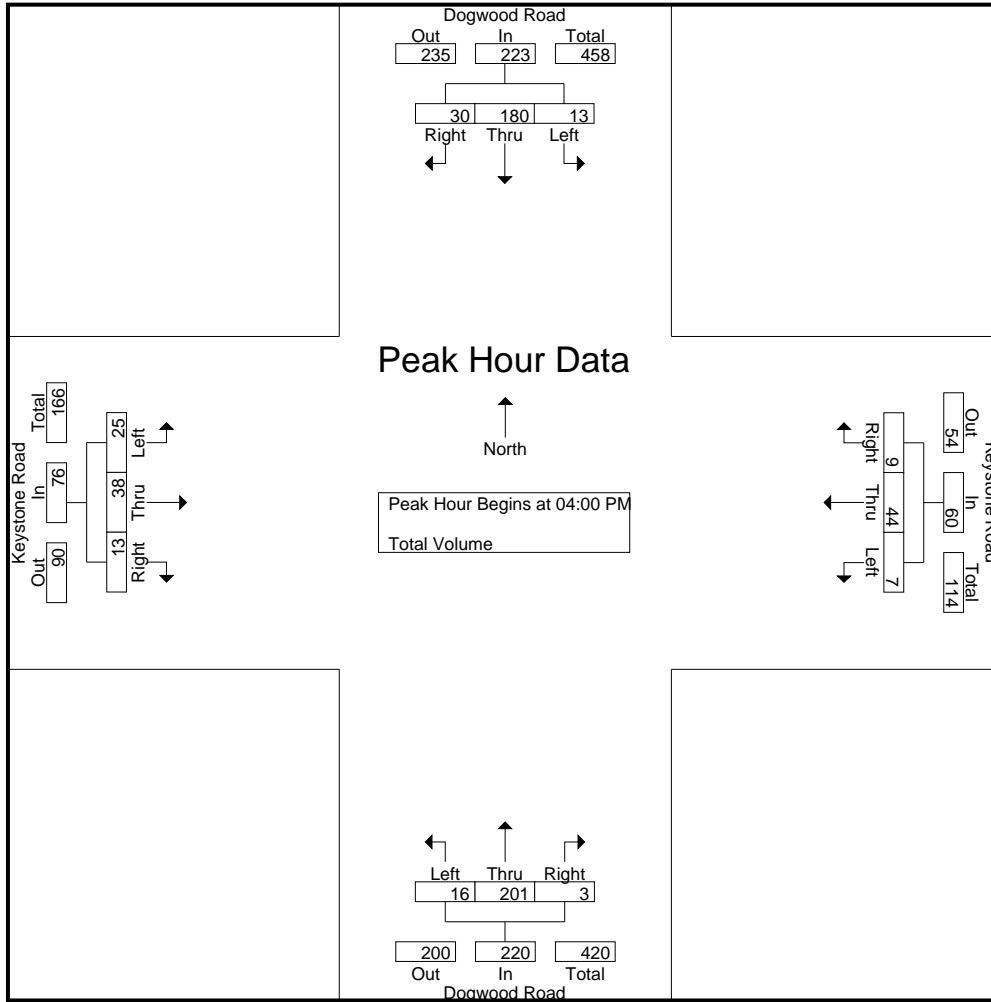 Dogwood Road
Out In Total
235 223 458
30 180 13
Right Thru Left
Peak Hour Data
North
Peak Hour Begins at 04:00 PM
Total Volume
Keystone Road
Total In Out
166 76 90
25 38 13
Left Thru Right
Right Thru Left
9 44 7
54 60 114
Out In Total
Keystone Road
Left Thru Right
16 201 3
200 220 420
Out In Total
Dogwood Road